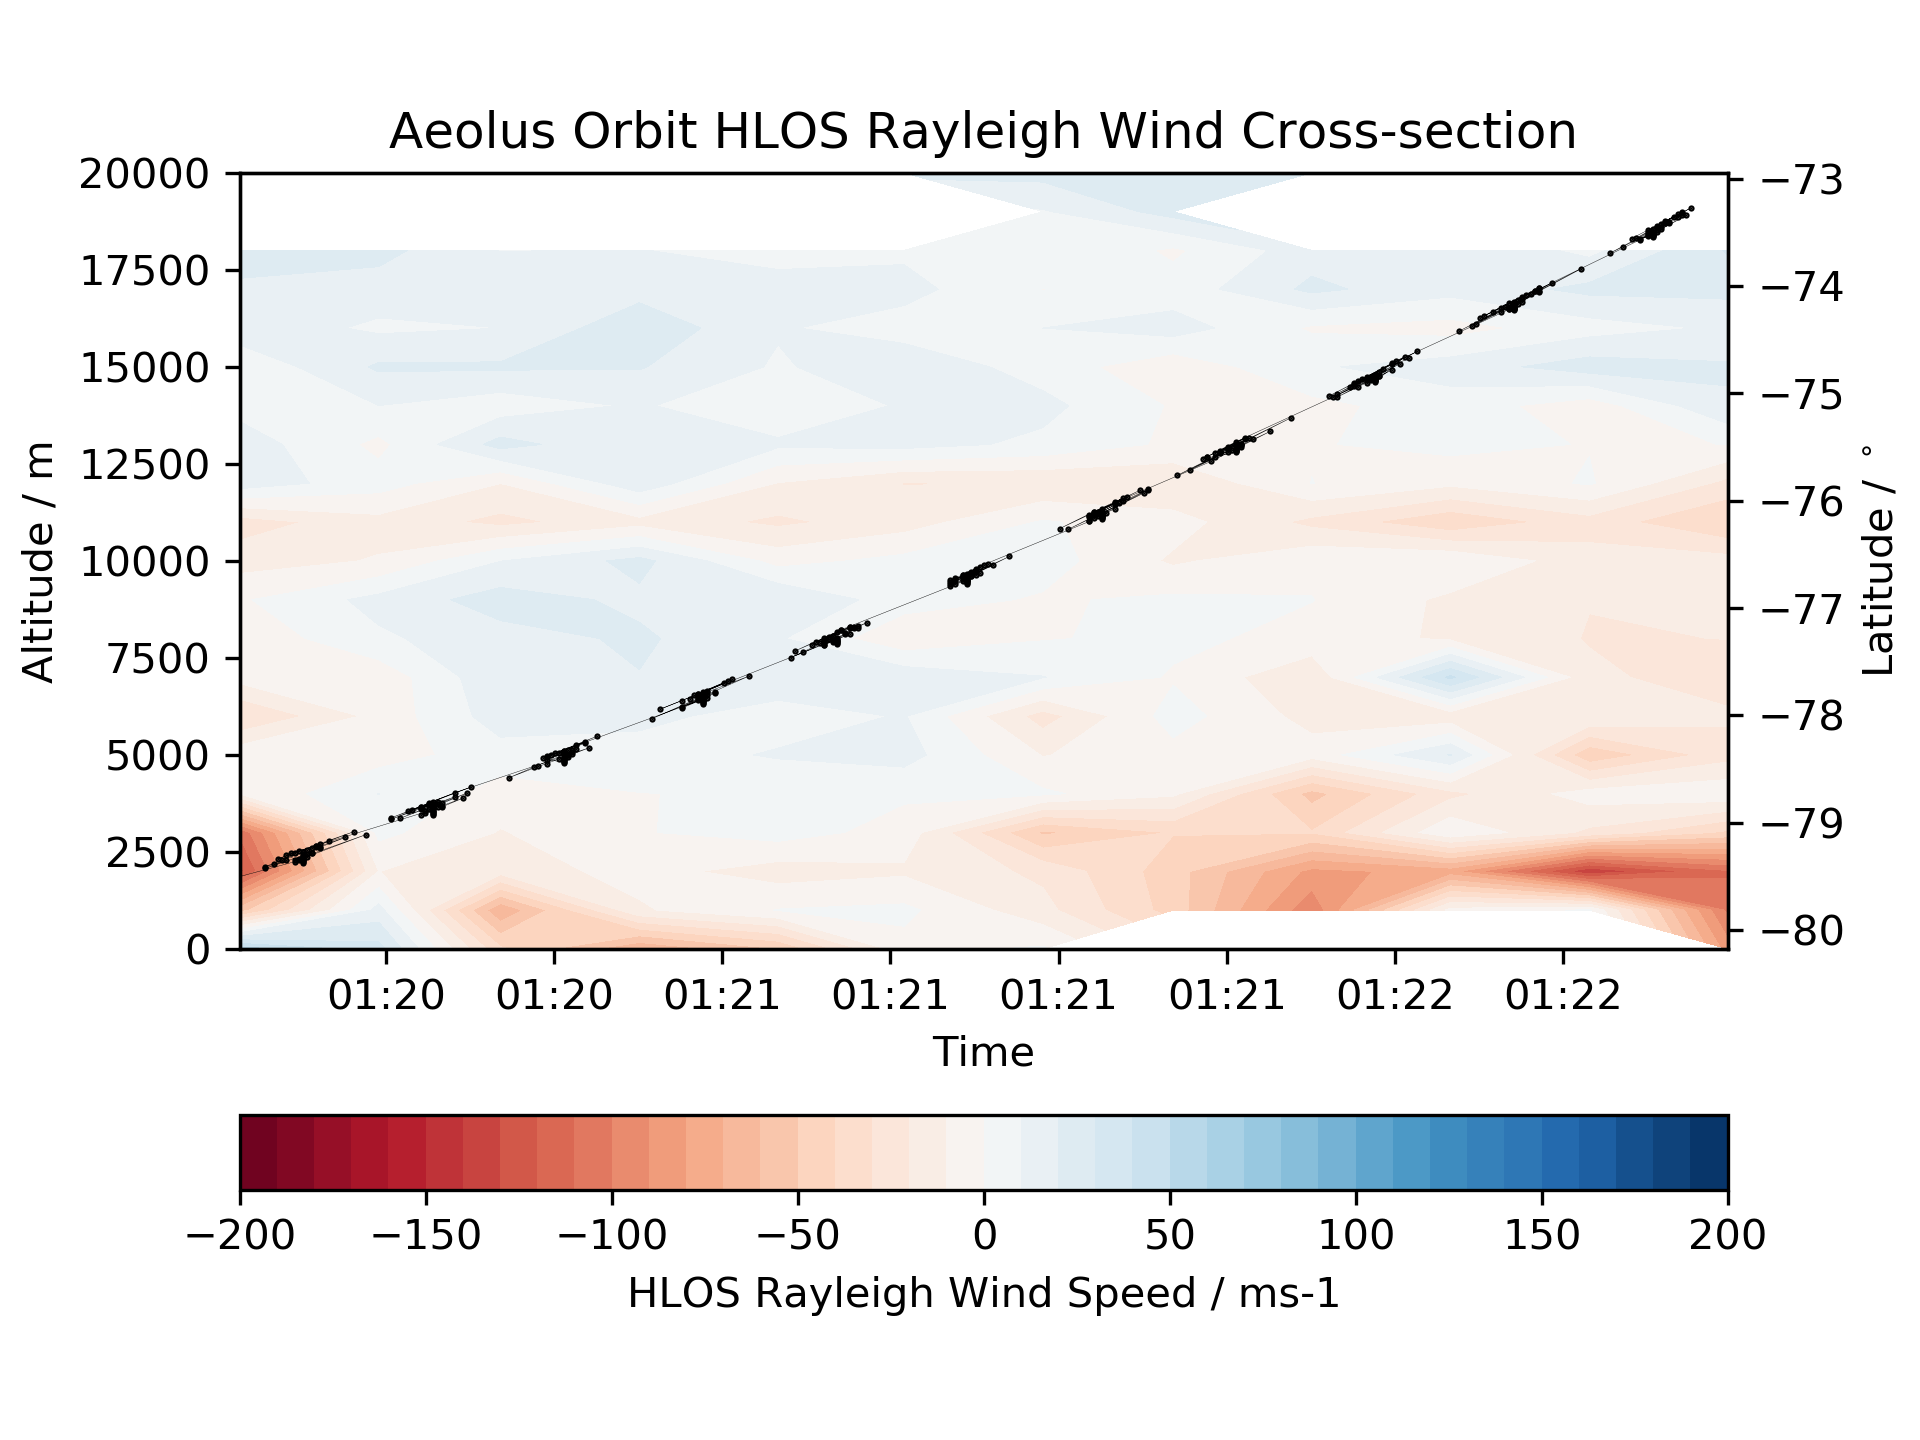 Aeolus Orbit HLOS Rayleigh Wind Cross-section
20000
17500
15000
12500
10000
7500
5000
2500
0
Altitude / m
−73
−74
−75
−76
−77
−78
−79
−80
Latitude / °
01:20 01:20 01:21 01:21 01:21 01:21 01:22 01:22
Time
−200 −150 −100 −50 0 50 100 150 200
HLOS Rayleigh Wind Speed / ms-1